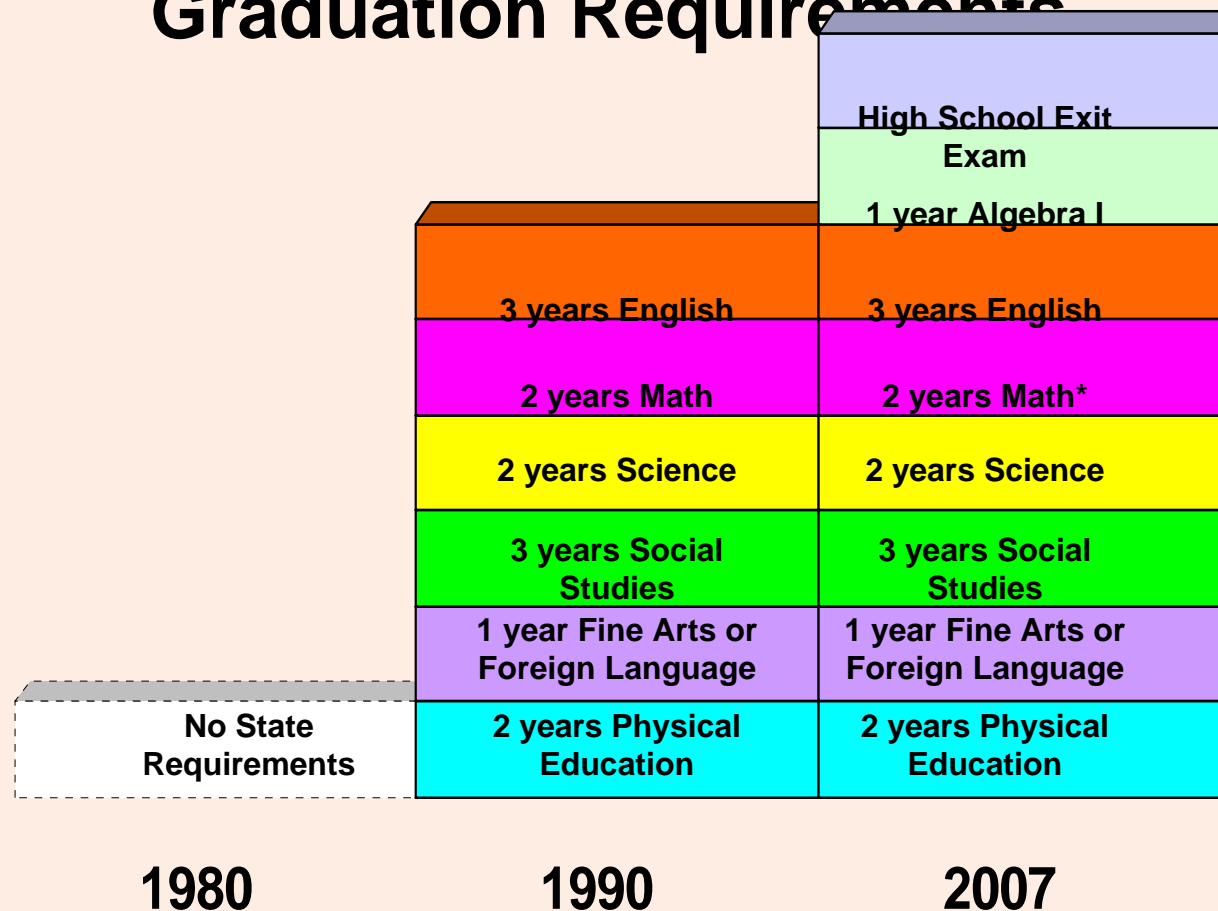 Graduation Requirements
High School Exit
Exam
1 year Algebra I
3 years English
3 years English
2 years Math
2 years Math*
2 years Science
2 years Science
3 years Social
Studies
3 years Social
Studies
1 year Fine Arts or
Foreign Language
1 year Fine Arts or
Foreign Language
No State
Requirements
2 years Physical
Education
2 years Physical
Education
1980
1990
2007